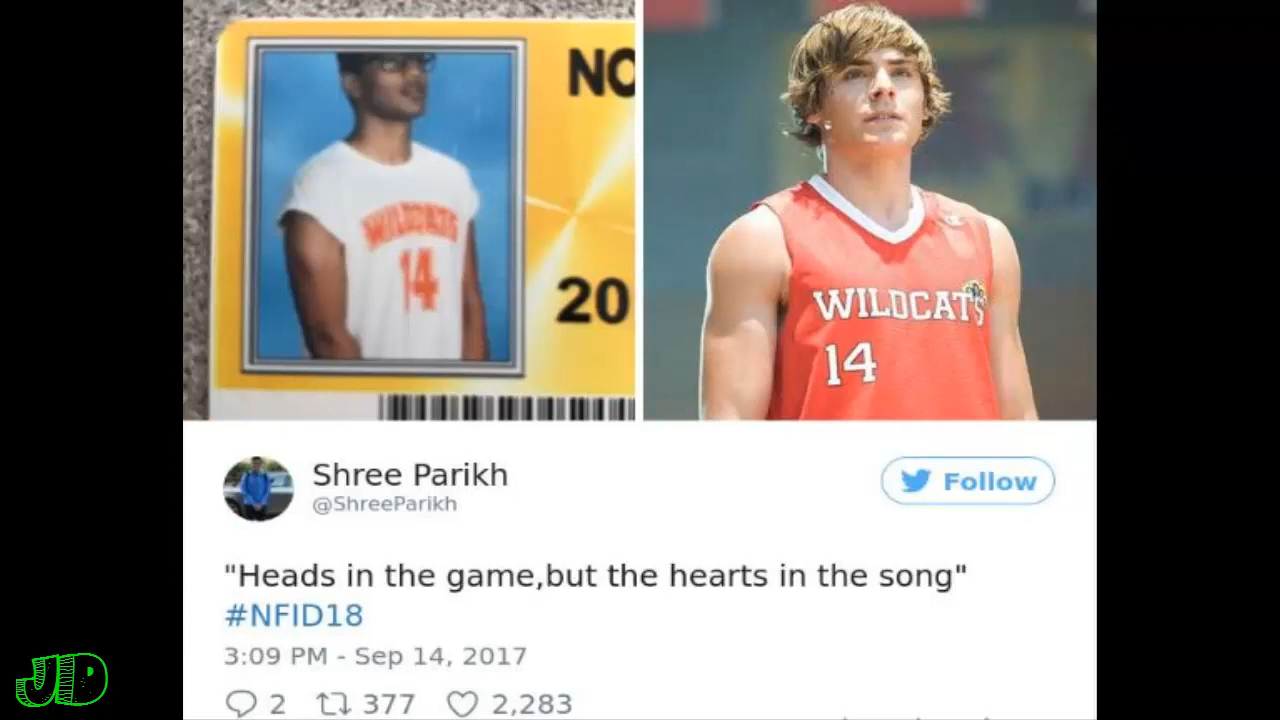 NO
WILDCATS
14
20
WILDCATS
14
Shree Parikh
@ShreeParikh
Follow
"Heads in the game,but the hearts in the song"
#NFID18
3:09 PM - Sep 14, 2017
2 377 2,283
JD